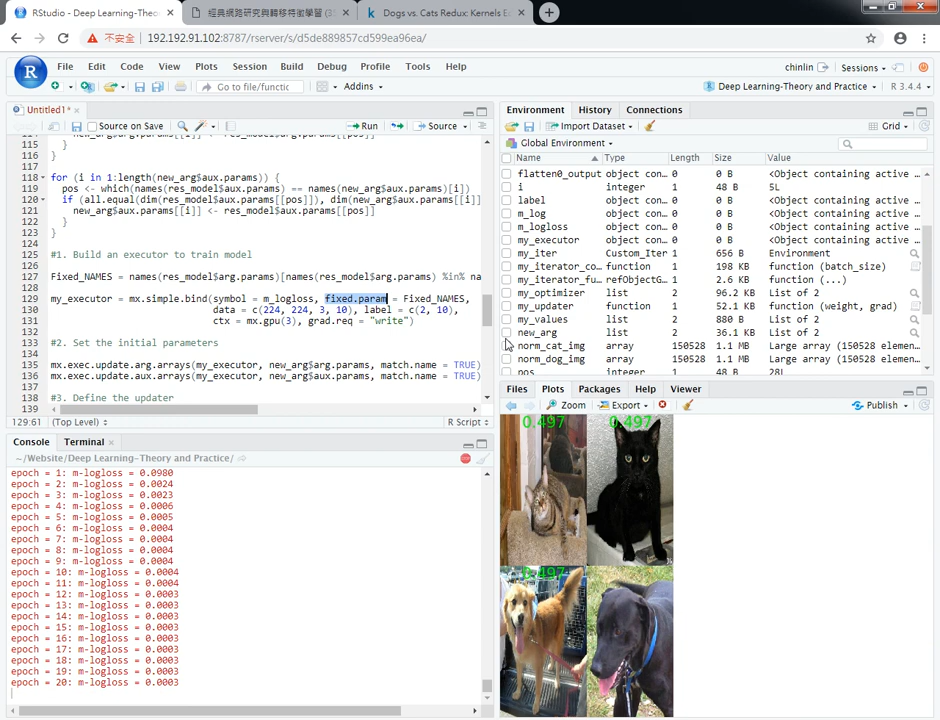 RStudio - Deep Learning-Theo
經典網路研究與轉移特徵學習 (3
Dogs vs. Cats Redux: Kernels E
不安全
192.192.91.102:8787/rserver/s/d5de889857cd599ea96ea/
File Edit Code View Plots Session Build Debug Profile Tools Help
chinlin
Sessions
Go to file/functic
Addins
Deep Learning-Theory and Practice
R 3.4.4
Untitled1*
Source on Save
Run
Source
115 }
116 }
117
118 for (i in 1:length(new_arg$aux.params)) {
119 pos <- which(names(res_model$aux.params) == names(new_arg$aux.params)[i])
120 if (all.equal(dim(res_model$aux.params[[pos]]), dim(new_arg$aux.params[[i]]
121 new_arg$aux.params[[i]] <- res_model$aux.params[[pos]]
122 }
123 }
124
125 #1. Build an executor to train model
126
127 Fixed_NAMES = names(res_model$arg.params)[names(res_model$arg.params) %in% na
128
129 my_executor = mx.simple.bind(symbol = m_logloss, fixed.param = Fixed_NAMES,
130 data = c(224, 224, 3, 10), label = c(2, 10),
131 ctx = mx.gpu(3), grad.req = "write")
132
133 #2. Set the initial parameters
134
135 mx.exec.update.arg.arrays(my_executor, new_arg$arg.params, match.name = TRUE)
136 mx.exec.update.aux.arrays(my_executor, new_arg$aux.params, match.name = TRUE)
137
138 #3. Define the updater
139
129:61 (Top Level)
R Script
Console Terminal
~/Website/Deep Learning-Theory and Practice/
epoch = 1: m-logloss = 0.0980
epoch = 2: m-logloss = 0.0024
epoch = 3: m-logloss = 0.0023
epoch = 4: m-logloss = 0.0006
epoch = 5: m-logloss = 0.0005
epoch = 6: m-logloss = 0.0004
epoch = 7: m-logloss = 0.0004
epoch = 8: m-logloss = 0.0004
epoch = 9: m-logloss = 0.0004
epoch = 10: m-logloss = 0.0004
epoch = 11: m-logloss = 0.0004
epoch = 12: m-logloss = 0.0003
epoch = 13: m-logloss = 0.0003
epoch = 14: m-logloss = 0.0003
epoch = 15: m-logloss = 0.0003
epoch = 16: m-logloss = 0.0003
epoch = 17: m-logloss = 0.0003
epoch = 18: m-logloss = 0.0003
epoch = 19: m-logloss = 0.0003
epoch = 20: m-logloss = 0.0003
Environment History Connections
Import Dataset
Grid
Global Environment
Name Type Length Size Value
flatten0_output object con… 0 0 B <Object containing active …
i integer 1 48 B 5L
label object con… 0 0 B <Object containing active …
m_log object con… 0 0 B <Object containing active …
m_logloss object con… 0 0 B <Object containing active …
my_executor object con… 0 0 B <Object containing active …
my_iter Custom_Iter 1 656 B Environment
my_iterator_co… function 1 198 KB function (batch_size)
my_iterator_fu… refObjectG… 1 1.1 KB function (...)
my_optimizer list 2 96.2 KB List of 2
my_updater function 1 52.1 KB function (weight, grad)
my_values list 2 880 B List of 2
new_arg list 2 36.1 KB List of 2
norm_cat_img array 150528 1.1 MB Large array (150528 elemen…
norm_dog_img array 150528 1.1 MB Large array (150528 elemen…
pos integer 1 48 B 28L
Files Plots Packages Help Viewer
Zoom
Export
Publish
0.497 0.497
0.497